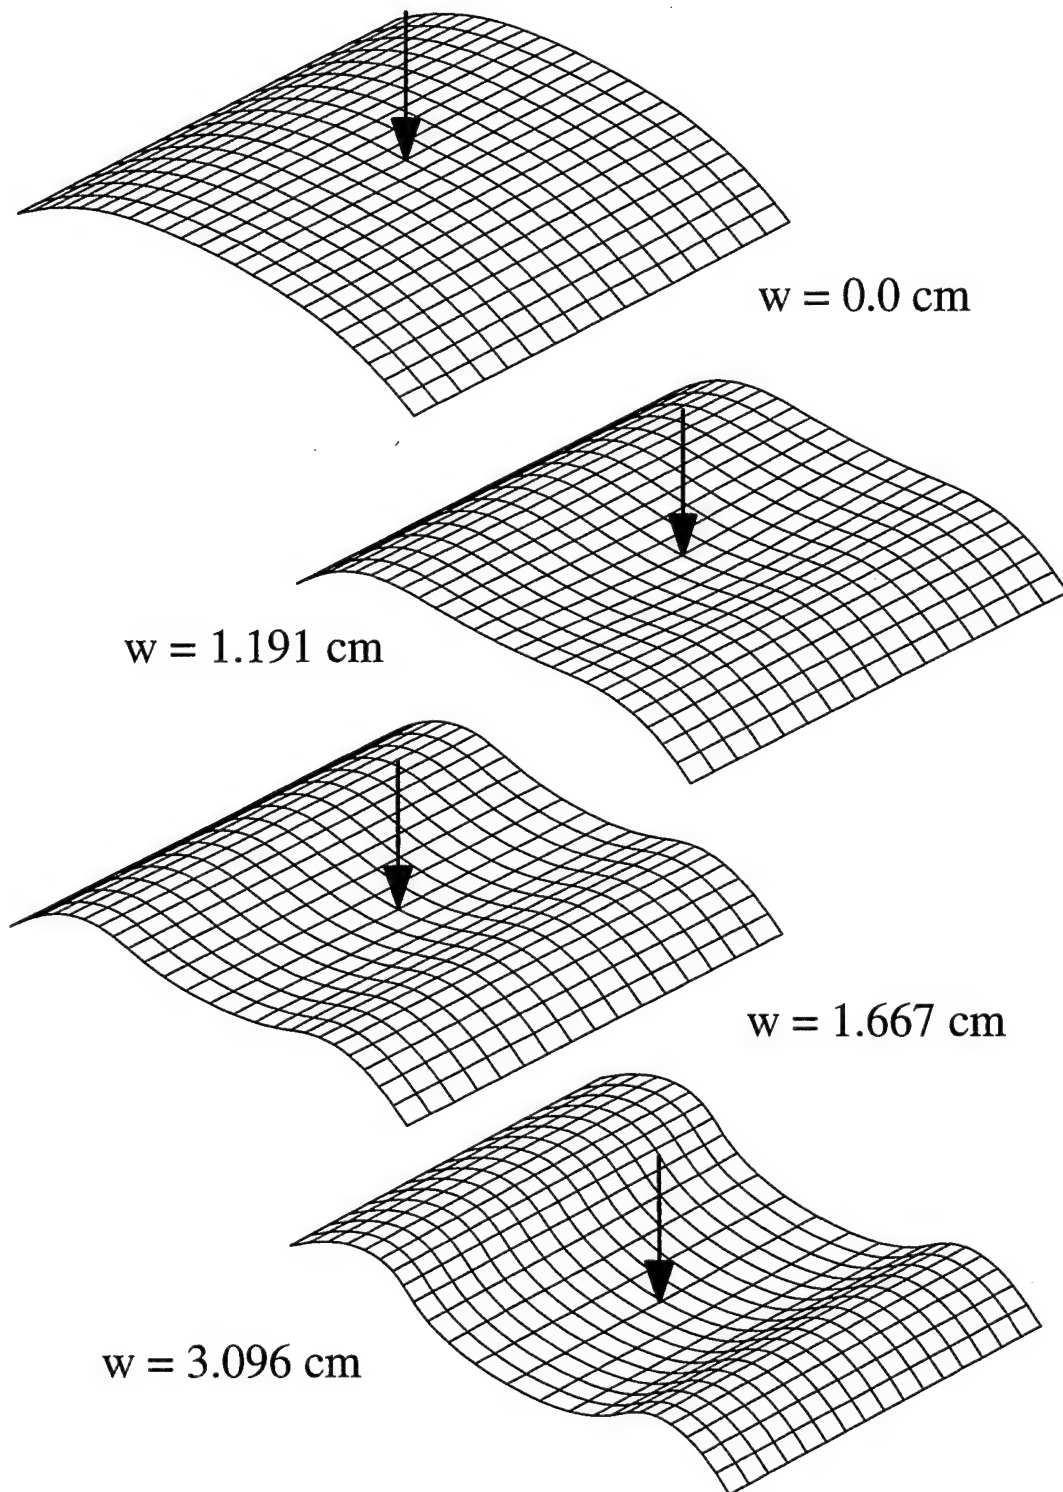 w = 0.0 cm
w = 1.191 cm
w = 1.667 cm
w = 3.096 cm